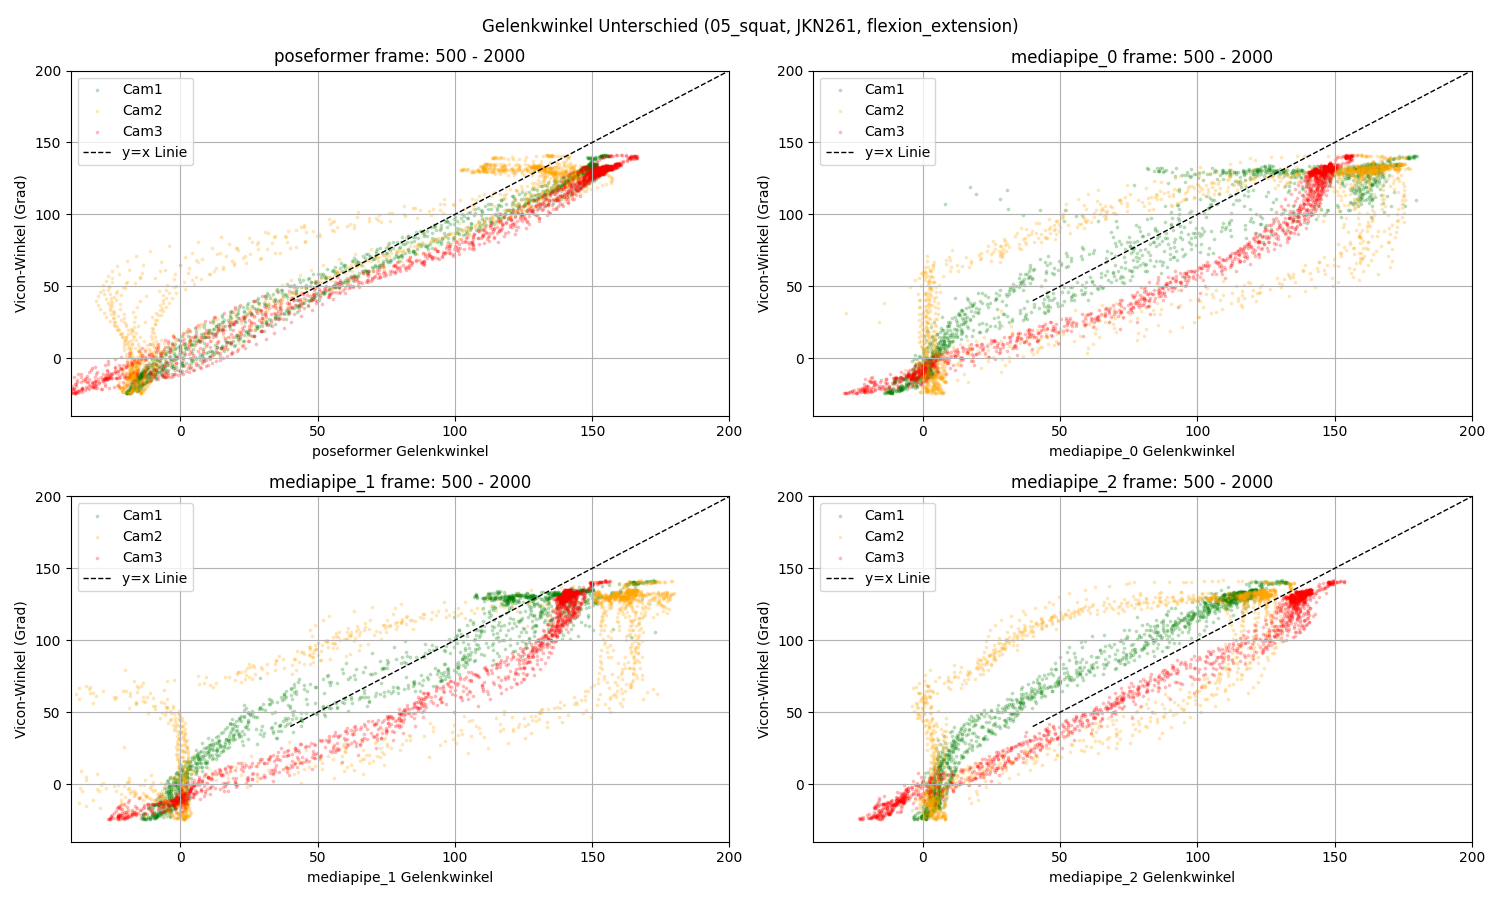 Gelenkwinkel Unterschied (05_squat, JKN261, flexion_extension)
poseformer frame: 500 - 2000
Cam1
Cam2
Cam3
y=x Linie
Vicon-Winkel (Grad)
200
150
100
50
0
0
50
100
150
200
poseformer Gelenkwinkel
mediapipe_0 frame: 500 - 2000
Cam1
Cam2
Cam3
y=x Linie
Vicon-Winkel (Grad)
200
150
100
50
0
0
50
100
150
200
mediapipe_0 Gelenkwinkel
mediapipe_1 frame: 500 - 2000
Cam1
Cam2
Cam3
y=x Linie
Vicon-Winkel (Grad)
200
150
100
50
0
0
50
100
150
200
mediapipe_1 Gelenkwinkel
mediapipe_2 frame: 500 - 2000
Cam1
Cam2
Cam3
y=x Linie
Vicon-Winkel (Grad)
200
150
100
50
0
0
50
100
150
200
mediapipe_2 Gelenkwinkel